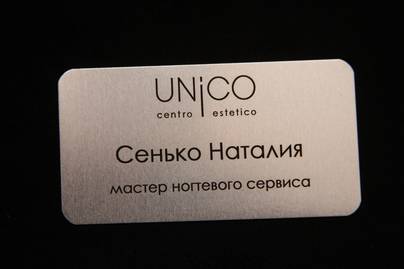 UNiCO
centro estetico
Сенько Наталия
мастер ногтевого сервиса